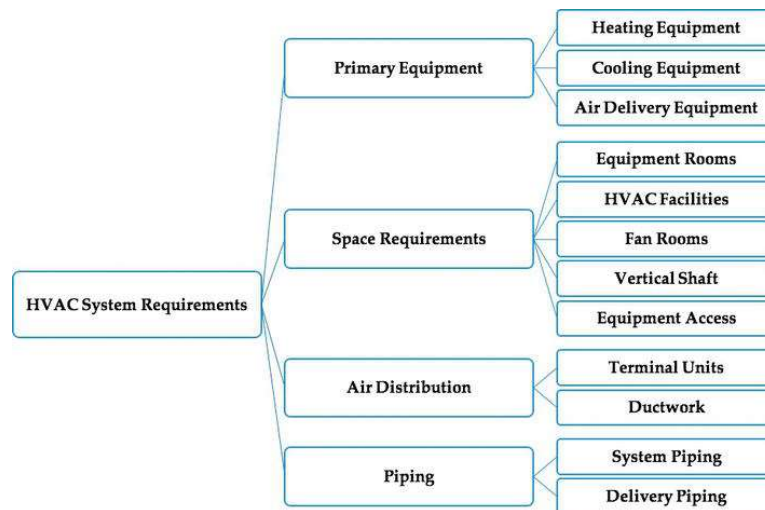 HVAC System Requirements
Primary Equipment
Heating Equipment
Cooling Equipment
Air Delivery Equipment
Space Requirements
Equipment Rooms
HVAC Facilities
Fan Rooms
Vertical Shaft
Equipment Access
Air Distribution
Terminal Units
Ductwork
Piping
System Piping
Delivery Piping